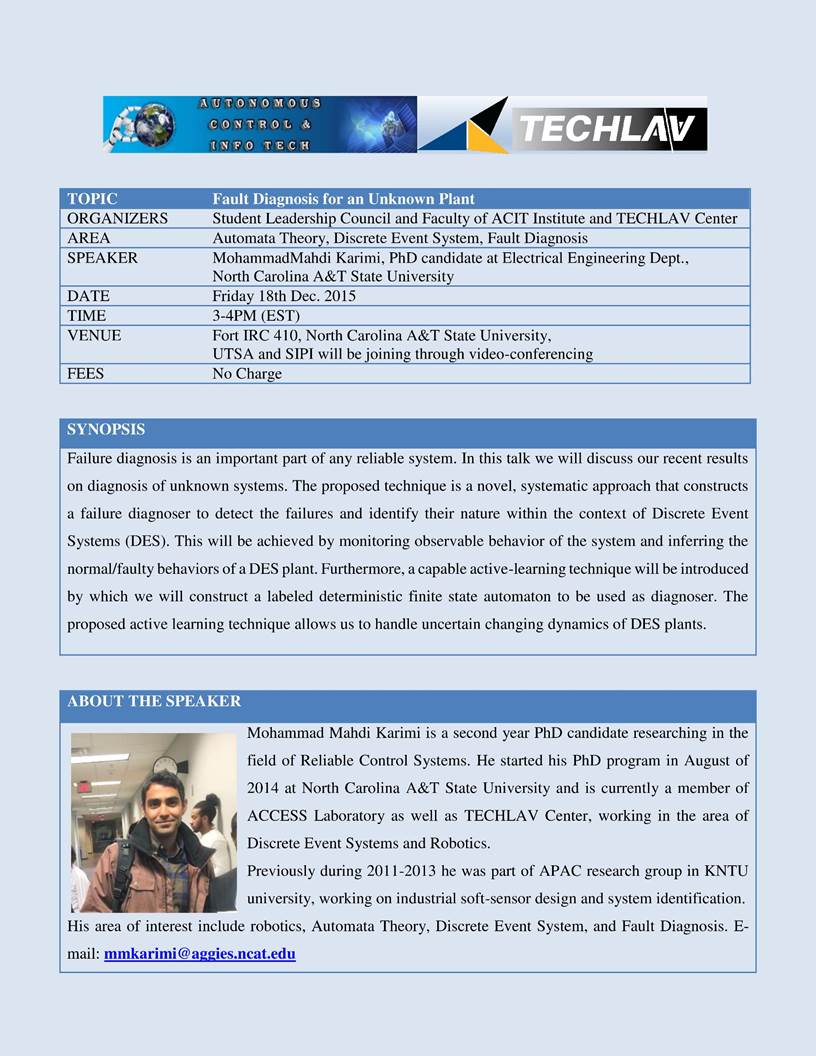 AUTONOMOUS
CONTROL &
INFO TECH
TECHLAV
TOPIC Fault Diagnosis for an Unknown Plant
ORGANIZERS Student Leadership Council and Faculty of ACIT Institute and TECHLAV Center
AREA Automata Theory, Discrete Event System, Fault Diagnosis
SPEAKER MohammadMahdi Karimi, PhD candidate at Electrical Engineering Dept.,
North Carolina A&T State University
DATE Friday 18th Dec. 2015
TIME 3-4PM (EST)
VENUE Fort IRC 410, North Carolina A&T State University,
UTSA and SIPI will be joining through video-conferencing
FEES No Charge
SYNOPSIS
Failure diagnosis is an important part of any reliable system. In this talk we will discuss our recent results
on diagnosis of unknown systems. The proposed technique is a novel, systematic approach that constructs
a failure diagnoser to detect the failures and identify their nature within the context of Discrete Event
Systems (DES). This will be achieved by monitoring observable behavior of the system and inferring the
normal/faulty behaviors of a DES plant. Furthermore, a capable active-learning technique will be introduced
by which we will construct a labeled deterministic finite state automaton to be used as diagnoser. The
proposed active learning technique allows us to handle uncertain changing dynamics of DES plants.
ABOUT THE SPEAKER
Mohammad Mahdi Karimi is a second year PhD candidate researching in the
field of Reliable Control Systems. He started his PhD program in August of
2014 at North Carolina A&T State University and is currently a member of
ACCESS Laboratory as well as TECHLAV Center, working in the area of
Discrete Event Systems and Robotics.
Previously during 2011-2013 he was part of APAC research group in KNTU
university, working on industrial soft-sensor design and system identification.
His area of interest include robotics, Automata Theory, Discrete Event System, and Fault Diagnosis. E-
mail: mmkarimi@aggies.ncat.edu